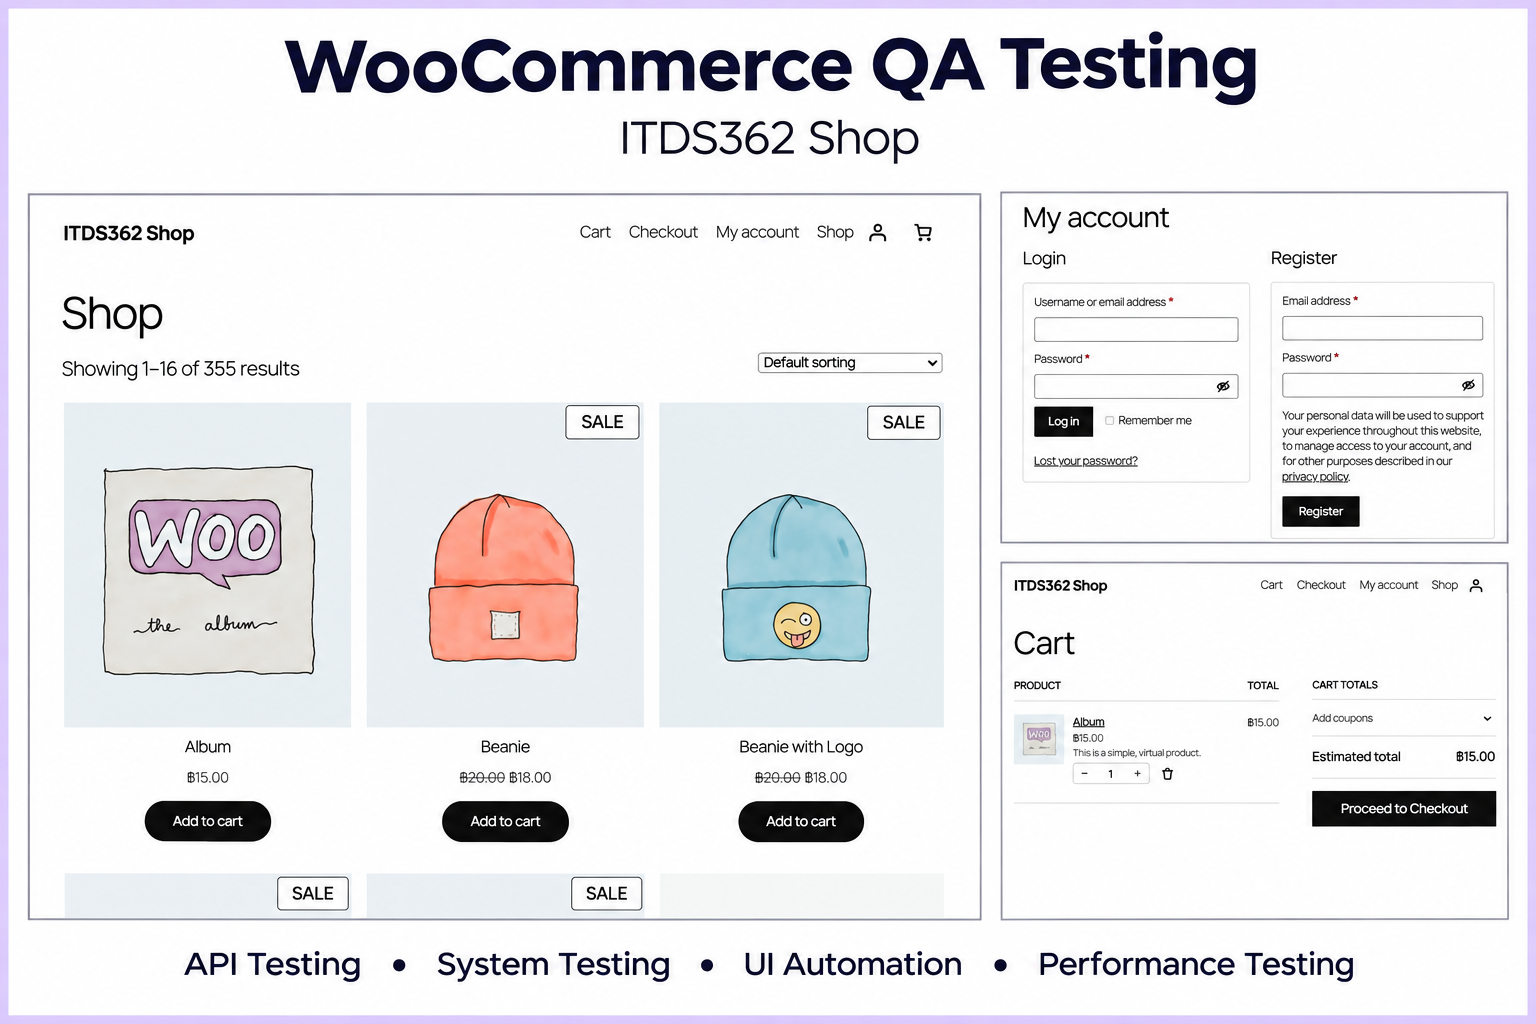 WooCommerce QA Testing
ITDS362 Shop
ITDS362 Shop
Cart Checkout My account Shop
Shop
Showing 1–16 of 355 results
Default sorting
SALE
SALE
WOO
the album
Album
฿15.00
Add to cart
Beanie
฿20.00 ฿18.00
Add to cart
Beanie with Logo
฿20.00 ฿18.00
Add to cart
SALE
SALE
My account
Login
Username or email address *
Password *
Log in
Remember me
Lost your password?
Register
Email address *
Password *
Your personal data will be used to support
your experience throughout this website,
to manage access to your account, and
for other purposes described in our
privacy policy.
Register
ITDS362 Shop
Cart Checkout My account Shop
Cart
PRODUCT TOTAL
WOO
Album ฿15.00
฿15.00
This is a simple, virtual product.
− 1 +
CART TOTALS
Add coupons
Estimated total ฿15.00
Proceed to Checkout
API Testing • System Testing • UI Automation • Performance Testing